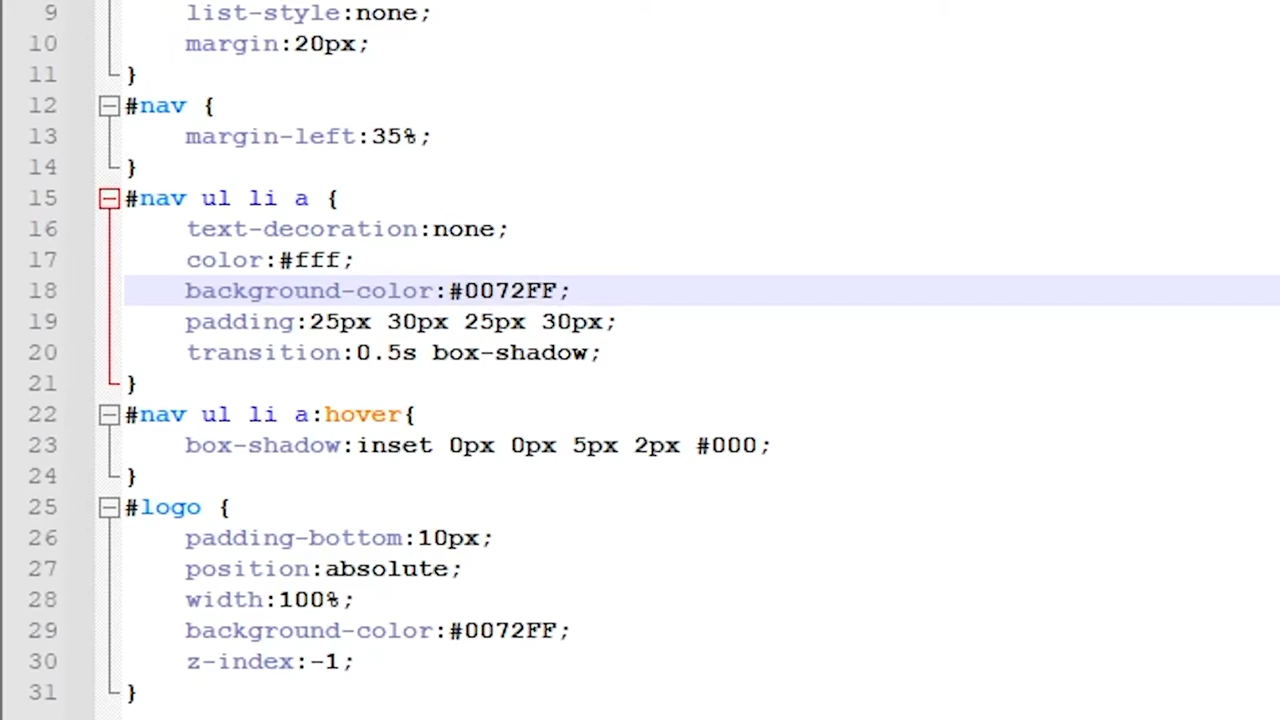 9 list-style:none;
10 margin:20px;
11 }
12 #nav {
13 margin-left:35%;
14 }
15 #nav ul li a {
16 text-decoration:none;
17 color:#fff;
18 background-color:#0072FF;
19 padding:25px 30px 25px 30px;
20 transition:0.5s box-shadow;
21 }
22 #nav ul li a:hover{
23 box-shadow:inset 0px 0px 5px 2px #000;
24 }
25 #logo {
26 padding-bottom:10px;
27 position:absolute;
28 width:100%;
29 background-color:#0072FF;
30 z-index:-1;
31 }